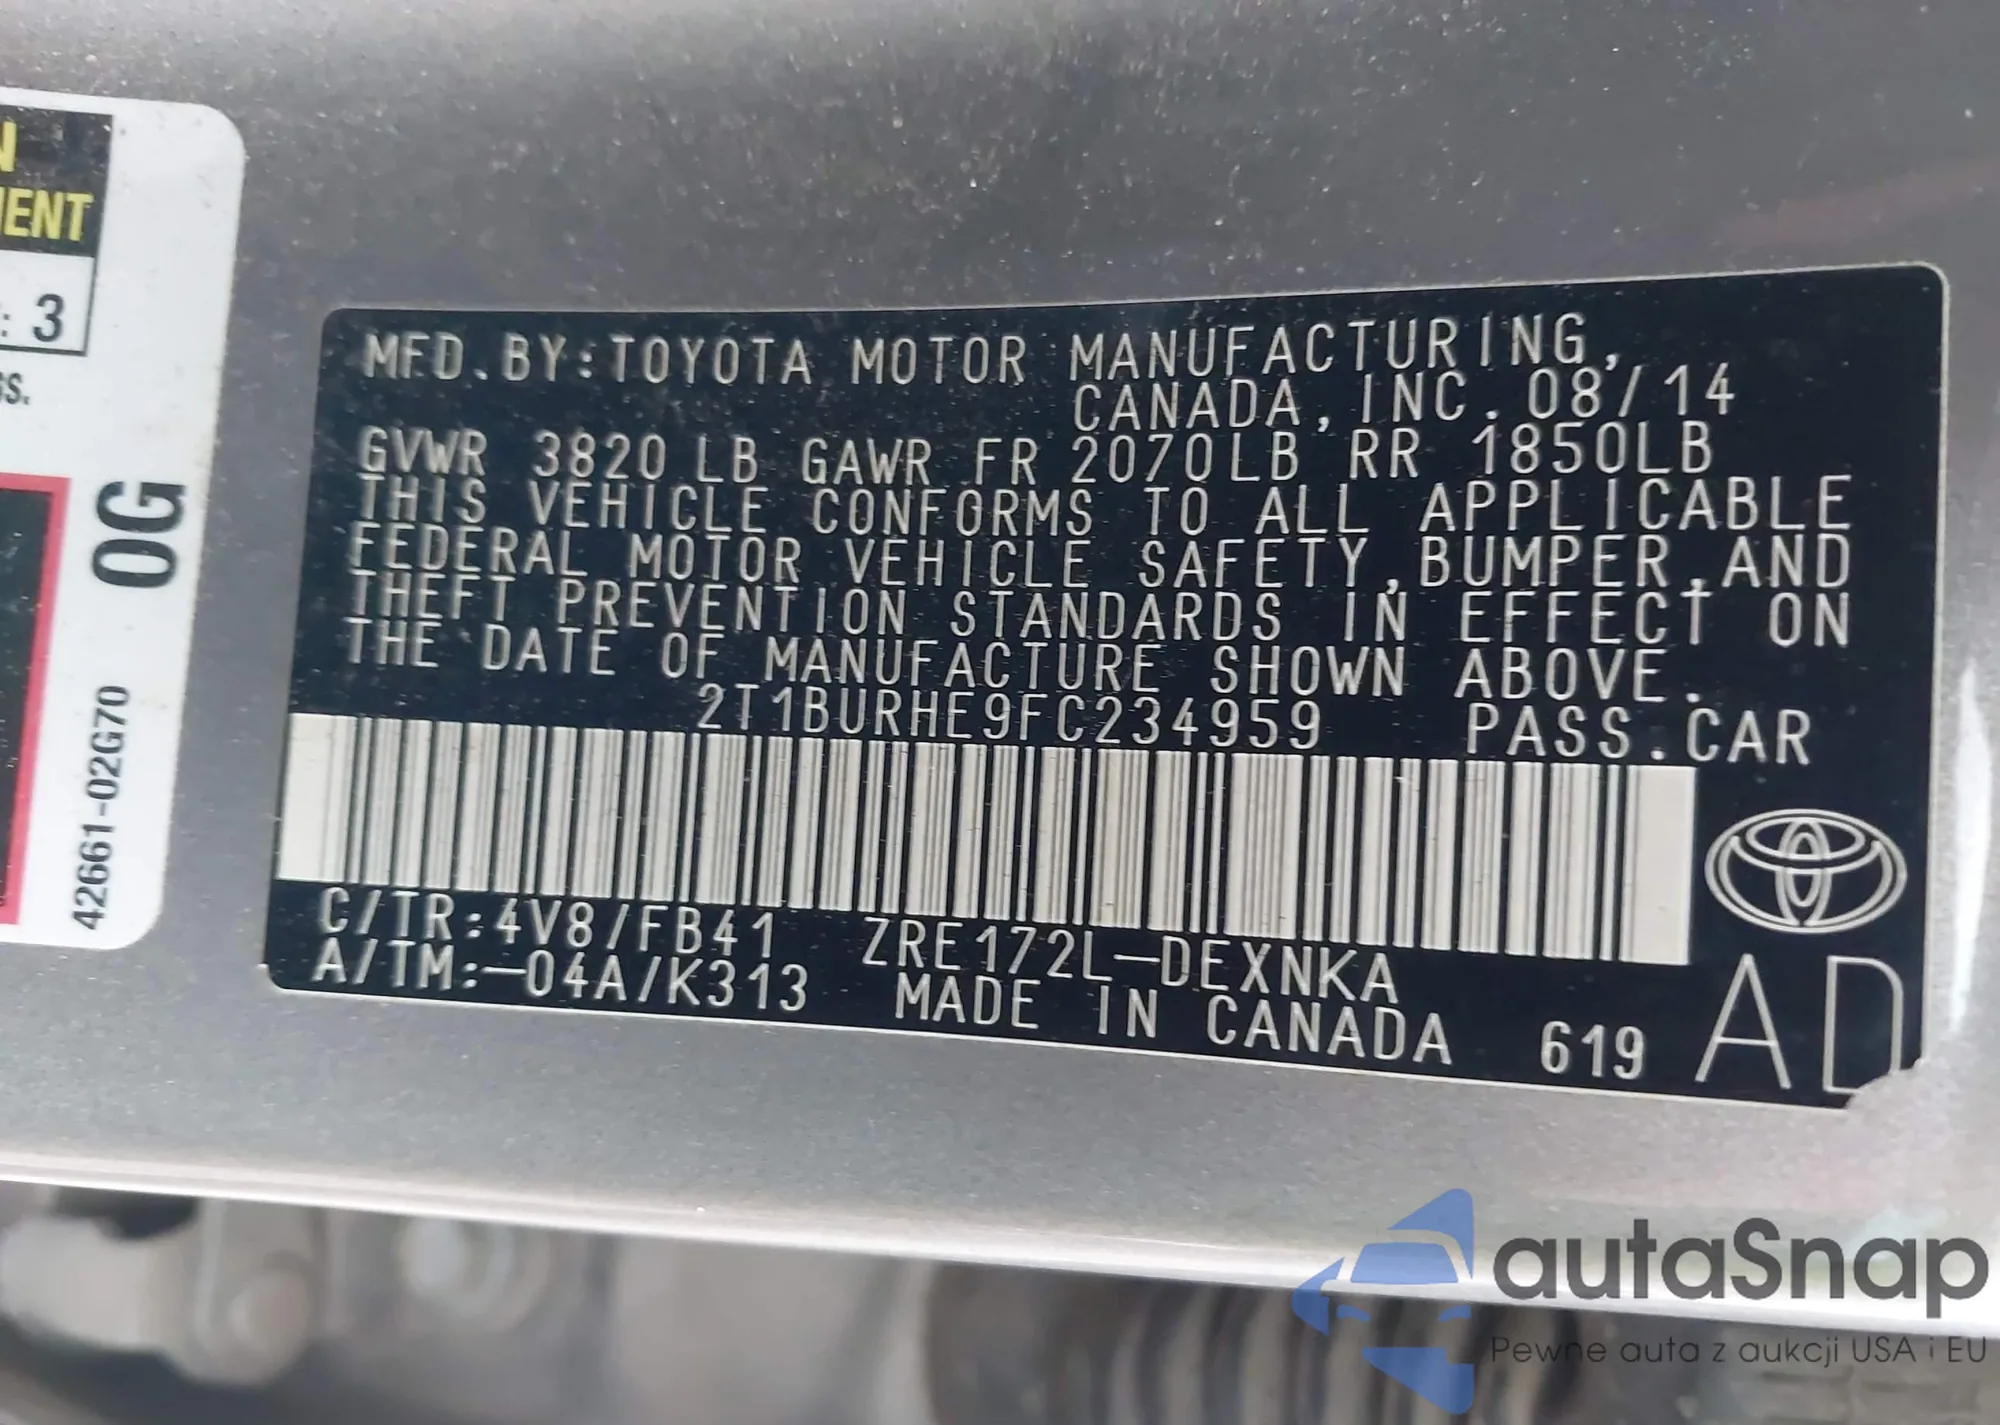 N
MENT
: 3
SS.
0G
42661-02G70
MFD. BY: TOYOTA MOTOR MANUFACTURING,
CANADA, INC. 08/14
GVWR 3820 LB GAWR FR 2070LB RR 1850LB
THIS VEHICLE CONFORMS TO ALL APPLICABLE
FEDERAL MOTOR VEHICLE SAFETY, BUMPER, AND
THEFT PREVENTION STANDARDS IN EFFECT ON
THE DATE OF MANUFACTURE SHOWN ABOVE.
2T1BURHE9FC234959 PASS. CAR
C/TR:4V8/FB41 ZRE172L-DEXNKA
A/TM:-04A/K313 MADE IN CANADA 619 AD
autaSnap
Pewne auta z aukcji USA i EU